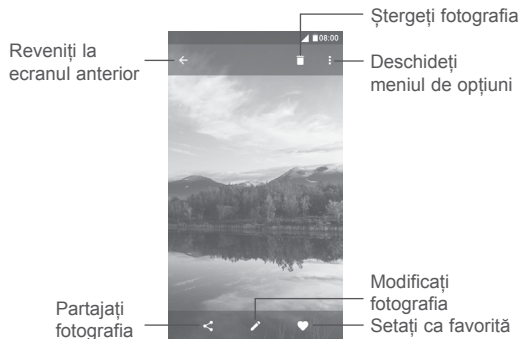 Ștergeți fotografia
08:00
Reveniți la
ecranul anterior
Deschideți
meniul de opțiuni
Partajați
fotografia
Modificați
fotografia
Setați ca favorită